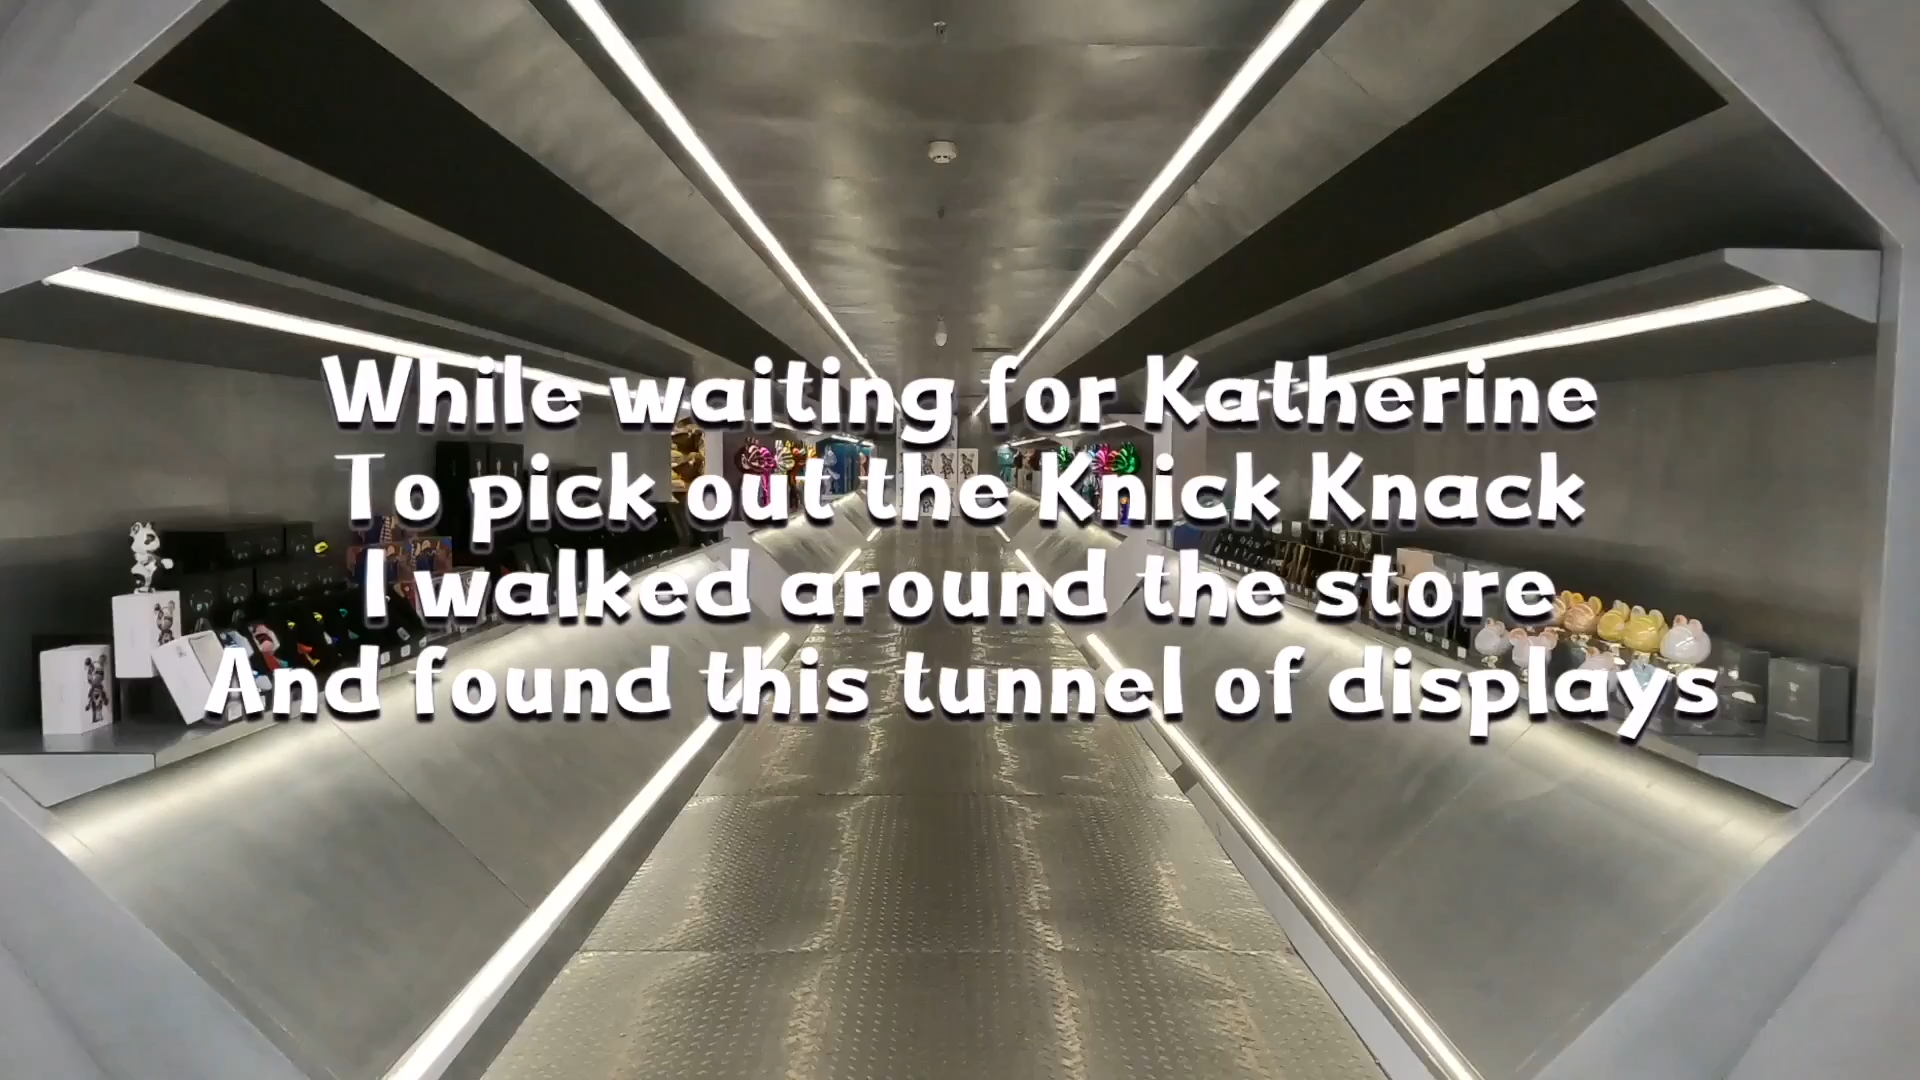 While waiting for Katherine
To pick out the Knick Knack
I walked around the store
And found this tunnel of displays